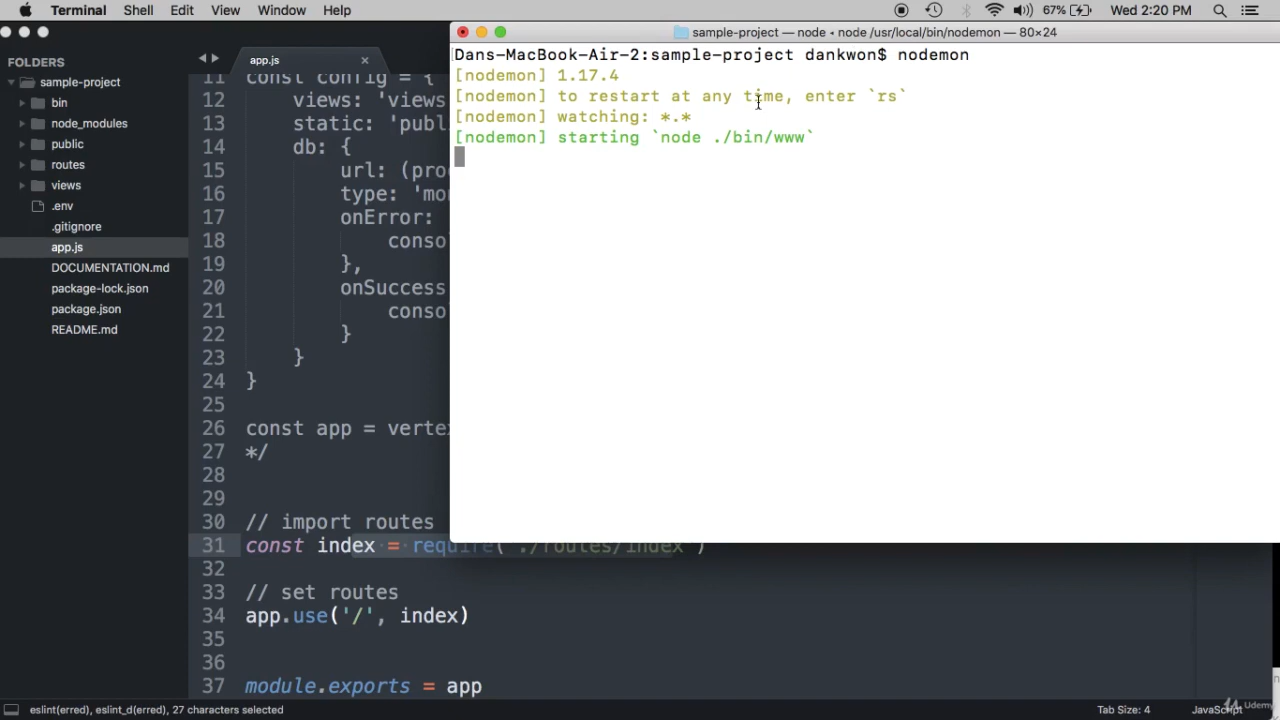 Terminal Shell Edit View Window Help 67% Wed 2:20 PM
sample-project — node ◂ node /usr/local/bin/nodemon — 80×24
FOLDERS
sample-project
bin
node_modules
public
routes
views
.env
.gitignore
app.js
DOCUMENTATION.md
package-lock.json
package.json
README.md
app.js ×
11 const config = {
12 views: 'views
13 static: 'publ
14 db: {
15 url: (pro
16 type: 'mon
17 onError:
18 conso
19 },
20 onSuccess
21 conso
22 }
23 }
24 }
25
26 const app = verte
27 */
28
29
30 // import routes
31 const index = require('./routes/index')
32
33 // set routes
34 app.use('/', index)
35
36
37 module.exports = app
Dans-MacBook-Air-2:sample-project dankwon$ nodemon
[nodemon] 1.17.4
[nodemon] to restart at any time, enter `rs`
[nodemon] watching: *.*
[nodemon] starting `node ./bin/www`
eslint(erred), eslint_d(erred), 27 characters selected
Tab Size: 4
JavaScript
Udemy